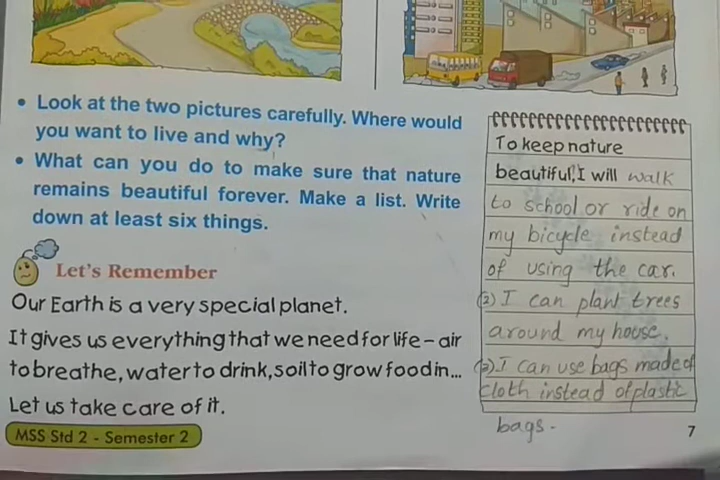 • Look at the two pictures carefully. Where would
you want to live and why?
• What can you do to make sure that nature
remains beautiful forever. Make a list. Write
down at least six things.
Let's Remember
Our Earth is a very special planet.
It gives us everything that we need for life – air
to breathe, water to drink, soil to grow food in...
Let us take care of it.
MSS Std 2 - Semester 2
To keep nature
beautiful, I will walk
to school or ride on
my bicycle instead
of using the car.
(2) I can plant trees
around my house.
(3). I can use bags made of
cloth instead of plastic
bags.
7